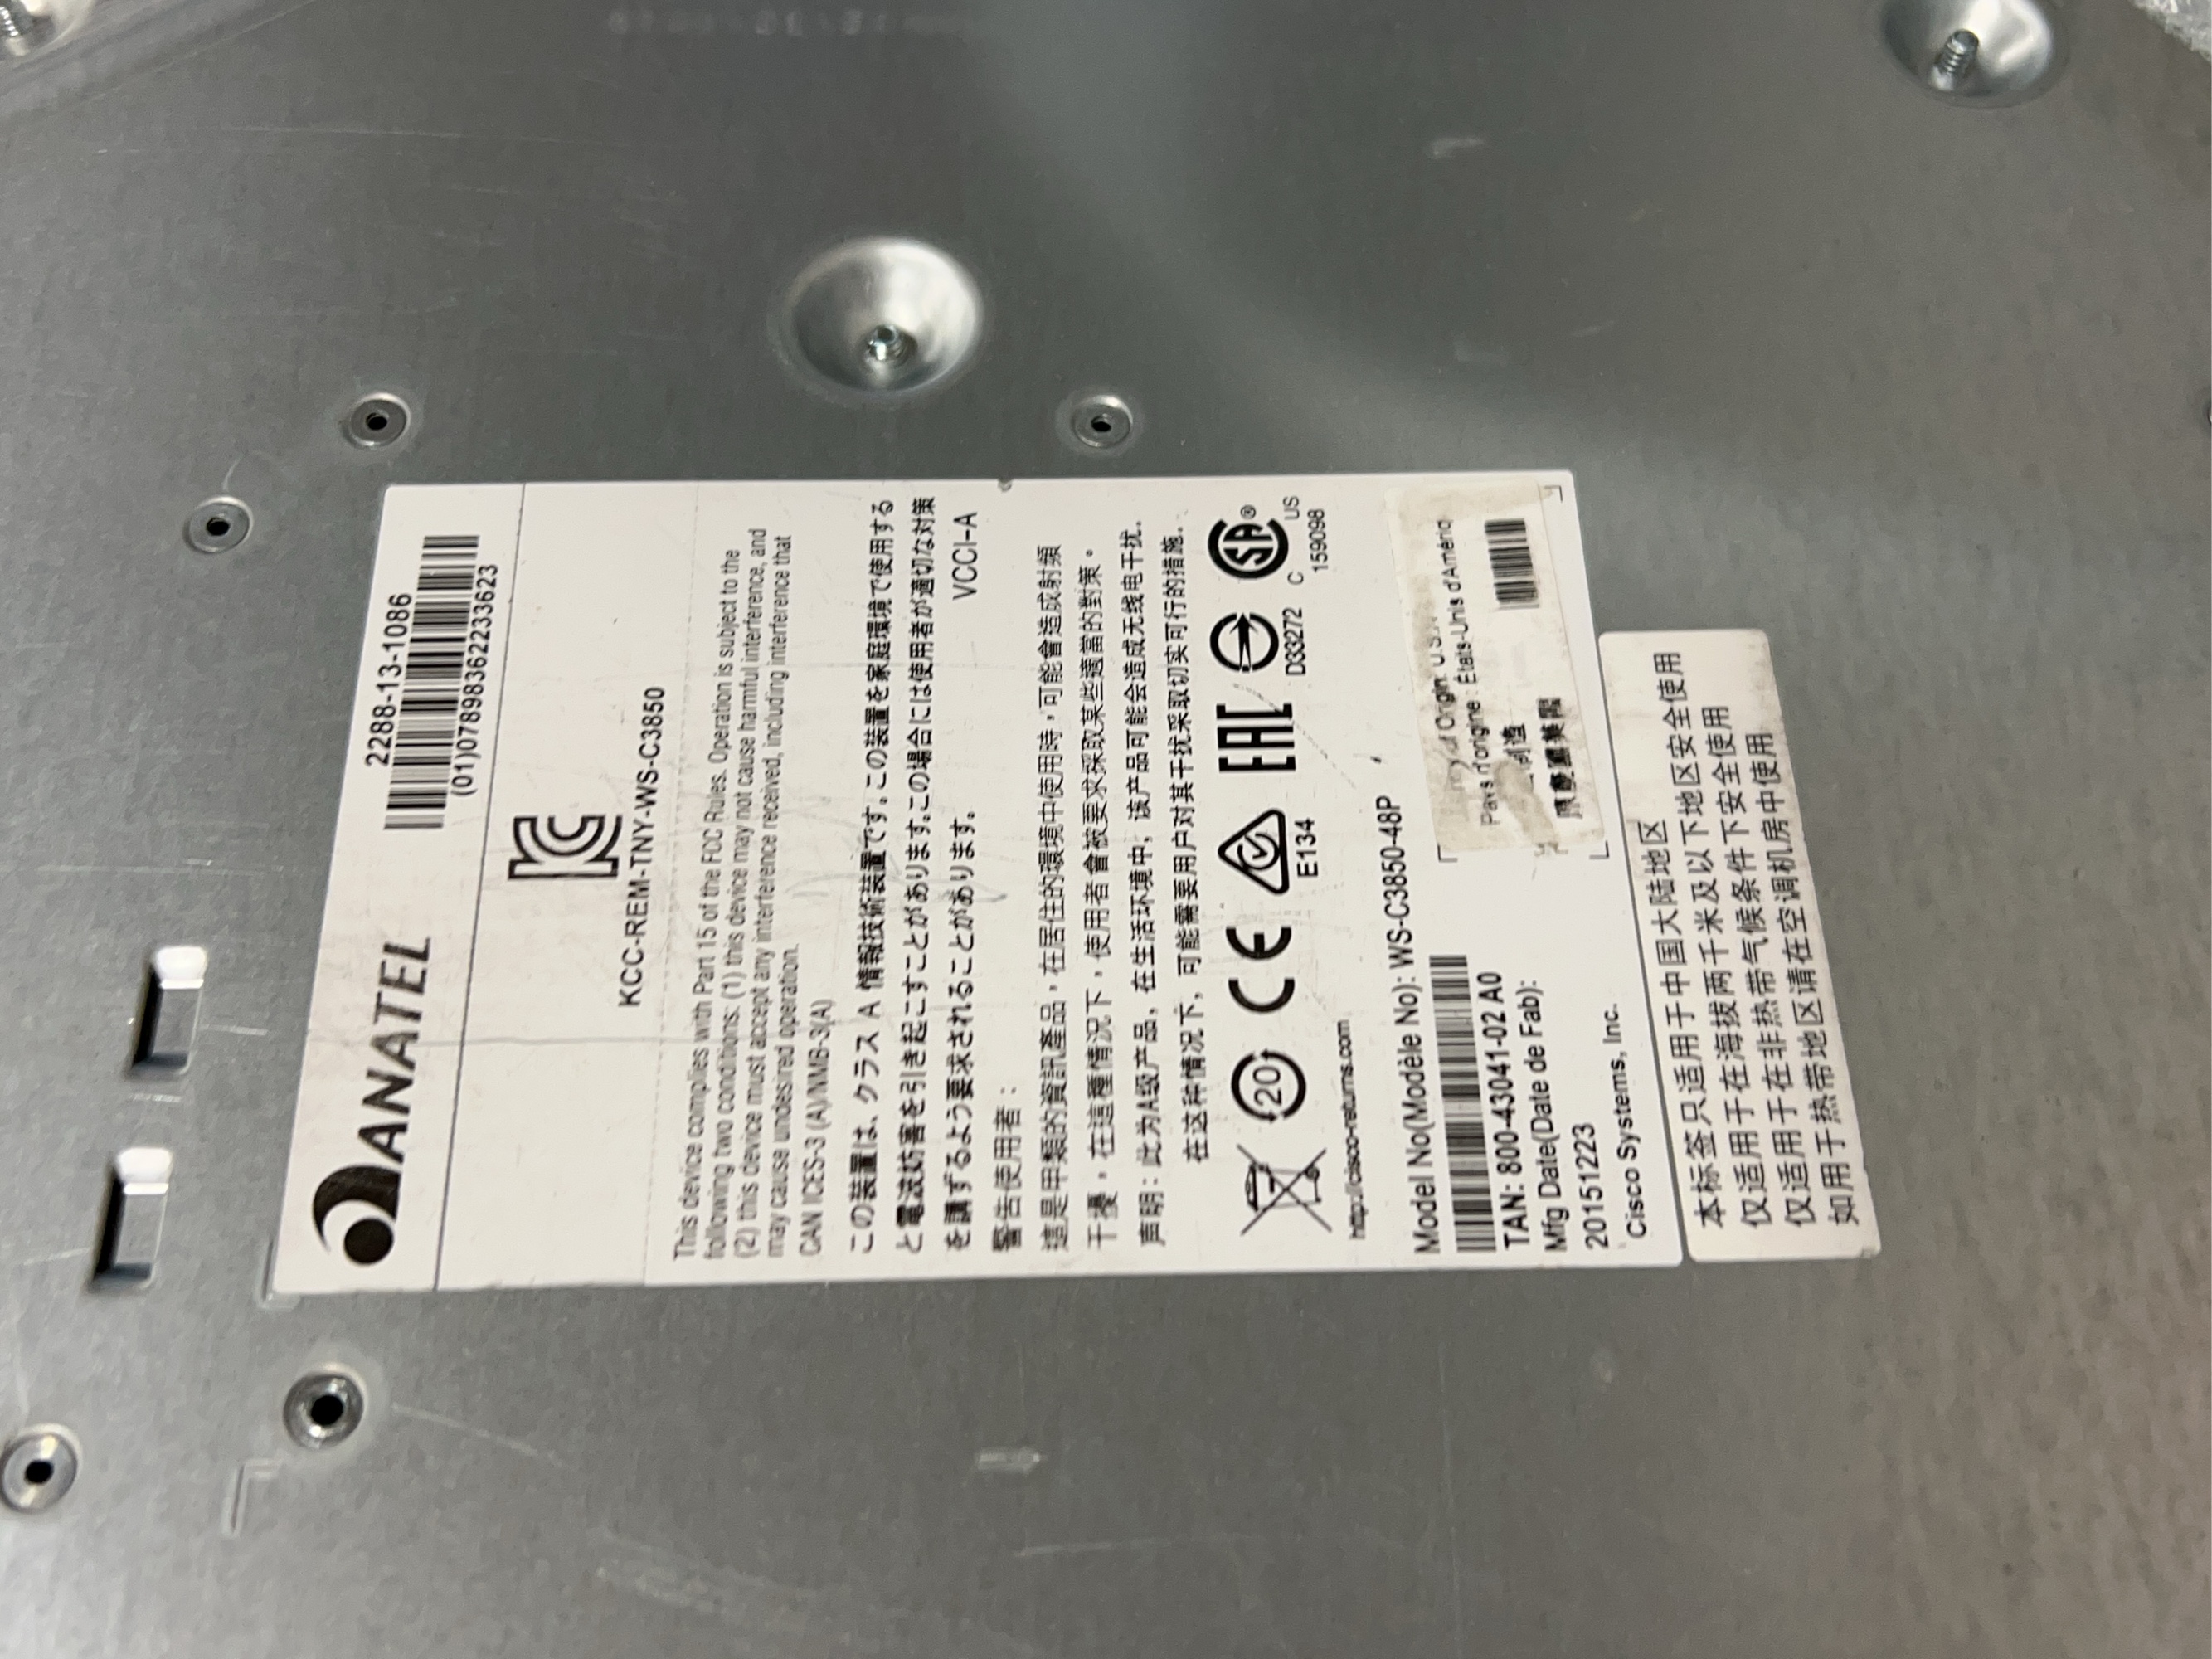 ANATEL
2288-13-1086
(01)07898362233623
KCC-REM-TNY-WS-C3850
This device complies with Part 15 of the FCC Rules. Operation is subject to the
following two conditions: (1) this device may not cause harmful interference, and
(2) this device must accept any interference received, including interference that
may cause undesired operation.
CAN ICES-3 (A)/NMB-3(A)
この装置は、クラス A 情報技術装置です。この装置を家庭環境で使用する
と電波妨害を引き起こすことがあります。この場合には使用者が適切な対策
を講ずるよう要求されることがあります。
VCCI-A
警告使用者：
這是甲類的資訊產品，在居住的環境中使用時，可能會造成射頻
干擾，在這種情況下，使用者會被要求採取某些適當的對策。
声明：此为A级产品，在生活环境中，该产品可能会造成无线电干扰.
在这种情况下，可能需要用户对其干扰采取切实可行的措施.
20
CE
E134
EAC
D33272
SA®
C US
159098
http://cisco-returns.com
Model No(Modèle No): WS-C3850-48P
TAN: 800-43041-02 A0
Mfg Date(Date de Fab):
20151223
Cisco Systems, Inc.
of Origin: U.S.A
Pays d'origine : États-Unis d'Amériq
制造
本标签只适用于中国大陆地区
仅适用于在海拔两千米及以下地区安全使用
仅适用于在非热带气候条件下安全使用
如用于热带地区请在空调机房中使用